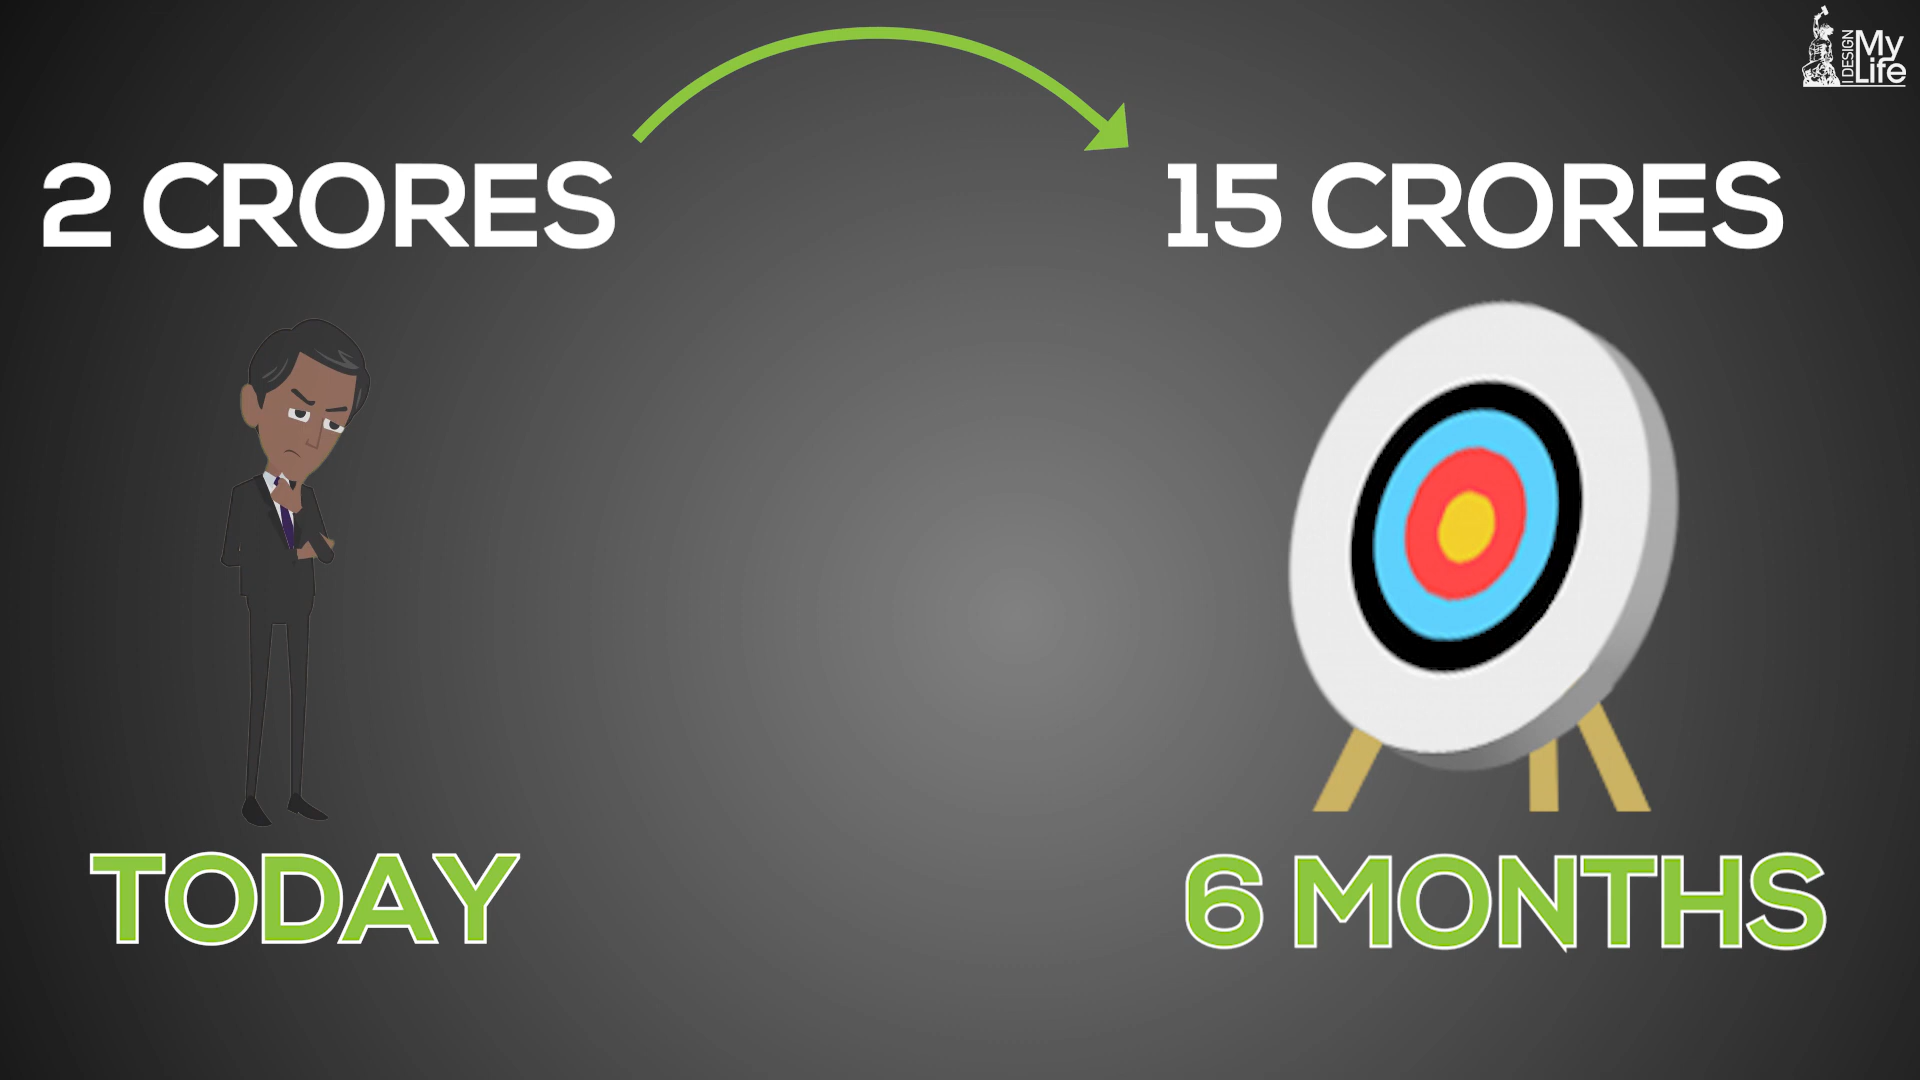 I DESIGN
My
Life
2 CRORES
15 CRORES
TODAY
6 MONTHS